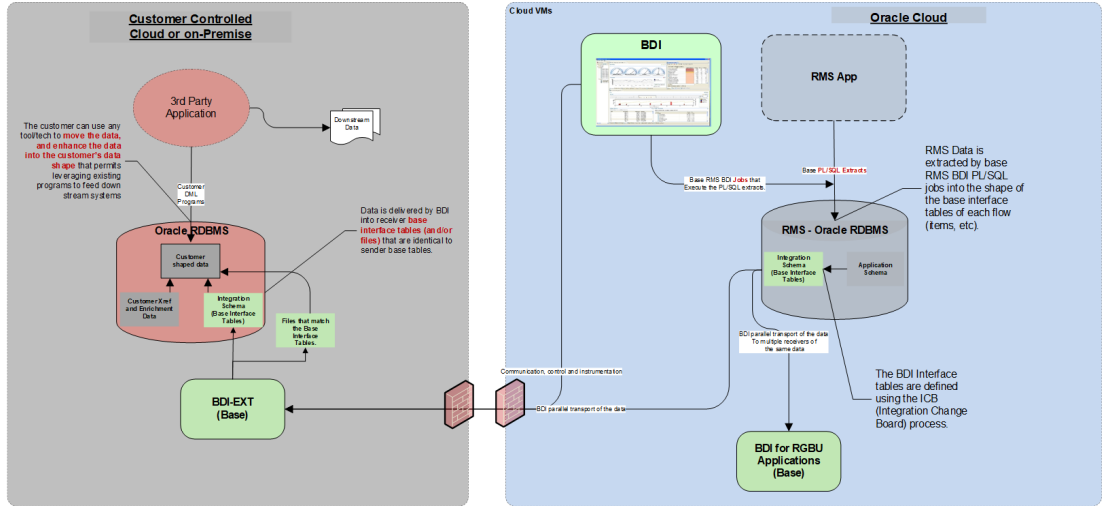 Customer Controlled
Cloud or on-Premise
3rd Party
Application
Downstream
Data
The customer can use any
tool/tech to move the data,
and enhance the data
into the customer's data
shape that permits
leveraging existing
programs to feed down
stream systems
Customer
DML
Programs
Data is delivered by BDI
into receiver base
interface tables (and/or
files) that are identical to
sender base tables.
Oracle RDBMS
Customer
shaped data
Customer Xref
and Enrichment
Data
Integration
Schema
(Base Interface
Tables)
Files that match
the Base
Interface
Tables.
BDI-EXT
(Base)
Cloud VMs
Oracle Cloud
BDI
RMS App
Base RMS BDI Jobs that
Execute the PL/SQL extracts.
Base PL/SQL Extracts
RMS Data is
extracted by base
RMS BDI PL/SQL
jobs into the shape of
the base interface
tables of each flow
(items, etc).
RMS - Oracle RDBMS
Integration
Schema
(Base Interface
Tables)
Application
Schema
BDI parallel transport of the data
To multiple receivers of
the same data
Communication, control and instrumentation
BDI parallel transport of the data
The BDI Interface
tables are defined
using the ICB
(Integration Change
Board) process.
BDI for RGBU
Applications
(Base)